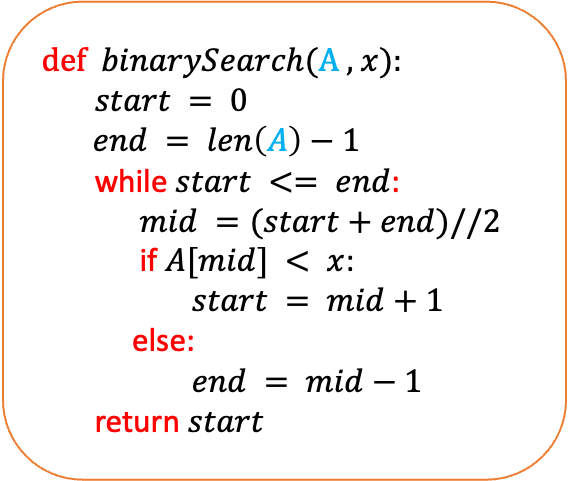 def binarySearch(A , x):
start = 0
end = len(A) − 1
while start <= end:
mid = (start + end)//2
if A[mid] < x:
start = mid + 1
else:
end = mid − 1
return start